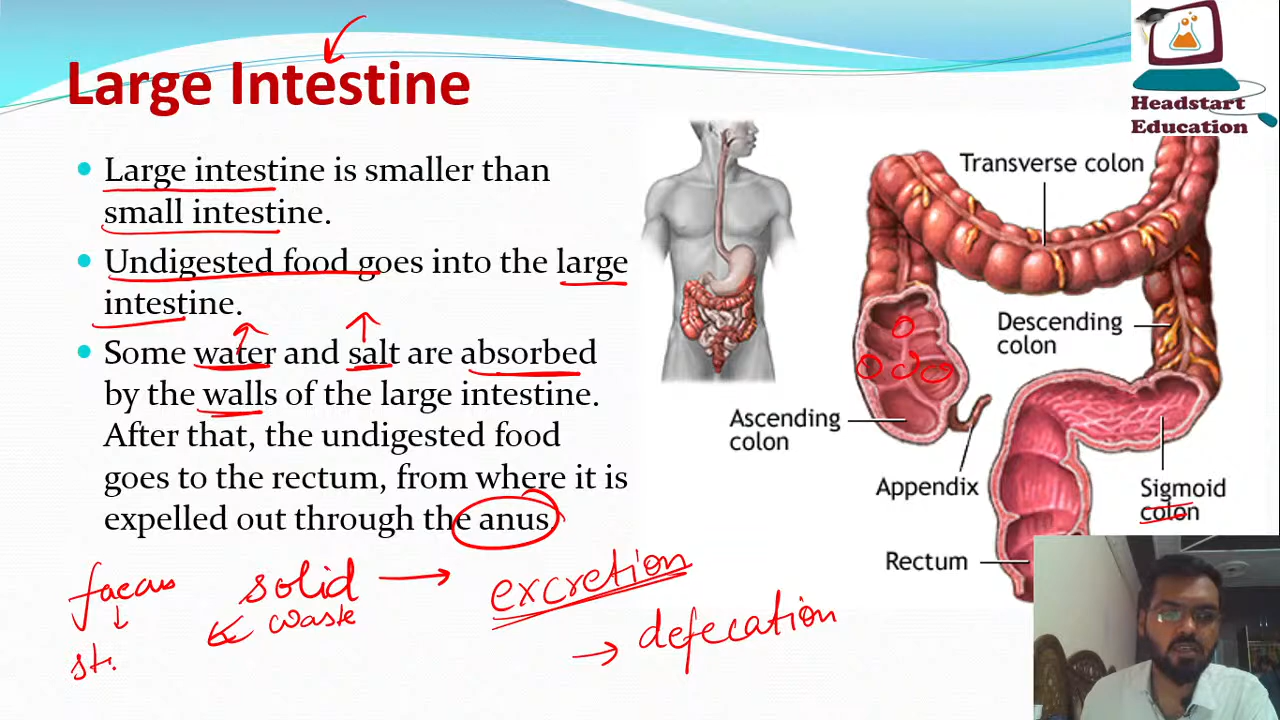 Large Intestine
Headstart
Education
Large intestine is smaller than
small intestine.
Undigested food goes into the large
intestine.
Some water and salt are absorbed
by the walls of the large intestine.
After that, the undigested food
goes to the rectum, from where it is
expelled out through the anus
Transverse colon
Descending
colon
Ascending
colon
Appendix
Sigmoid
colon
Rectum
solid
waste
excretion
defecation